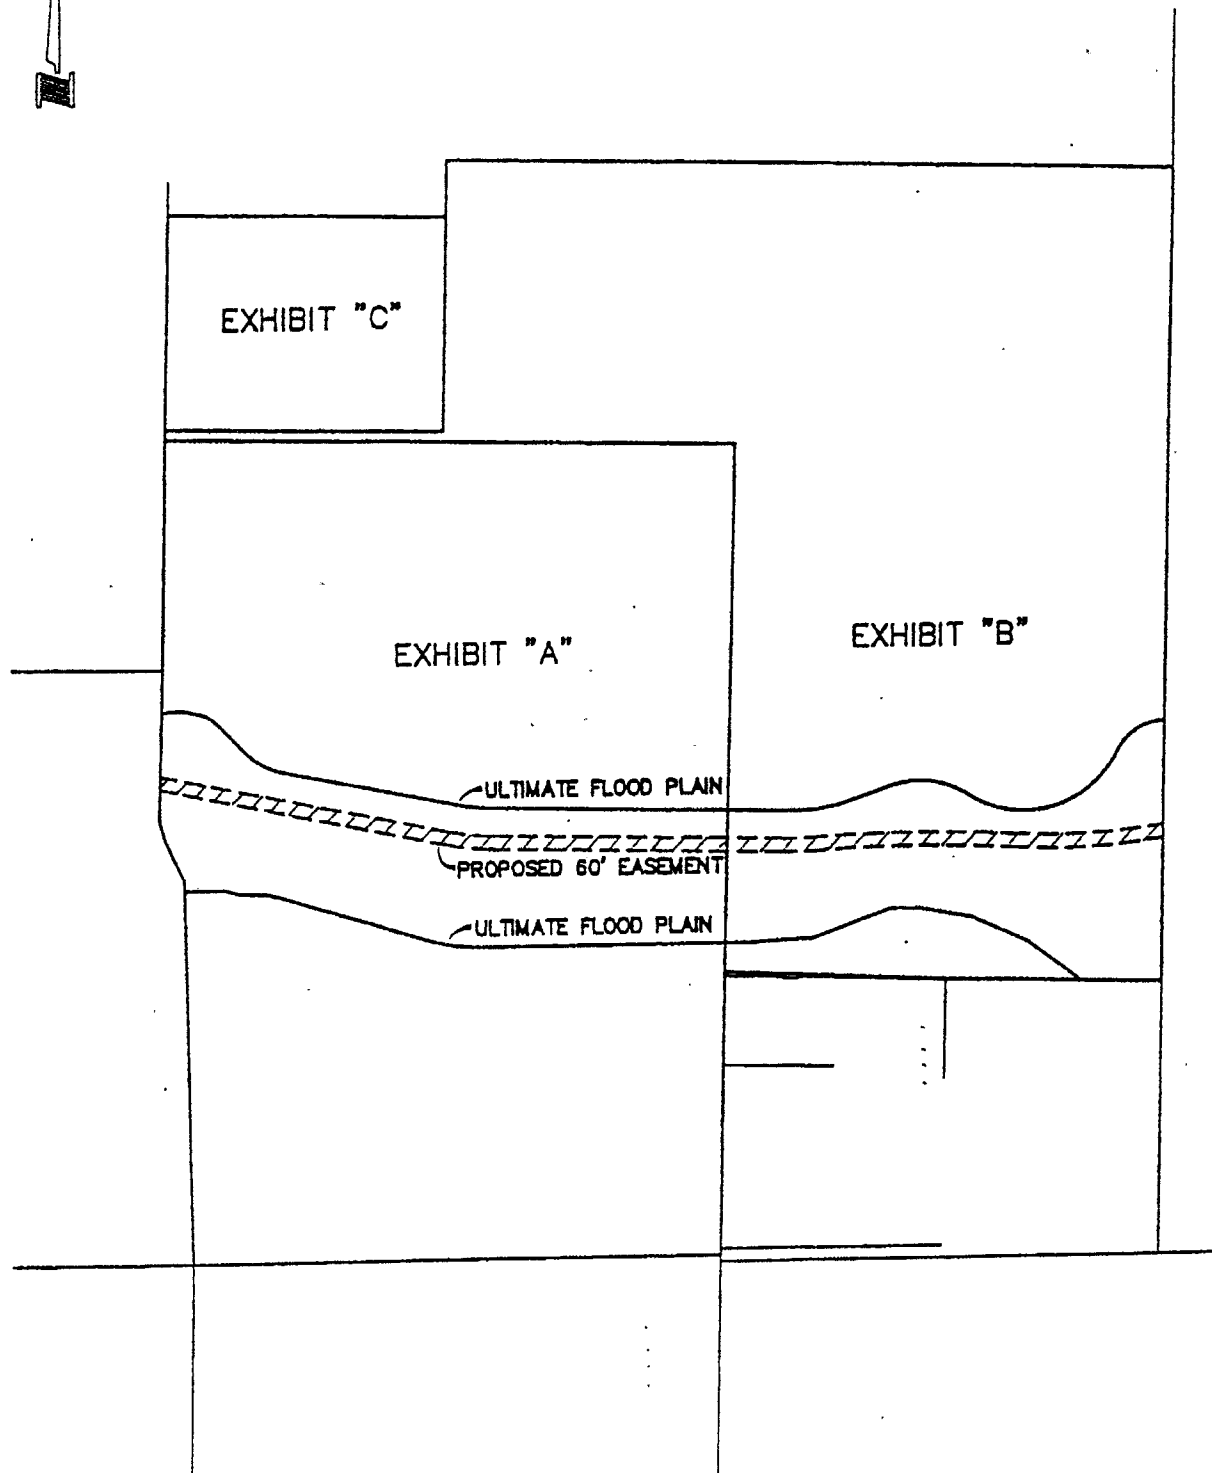 EXHIBIT "C"
EXHIBIT "B"
EXHIBIT "A"
ULTIMATE FLOOD PLAIN
PROPOSED 60' EASEMENT
ULTIMATE FLOOD PLAIN